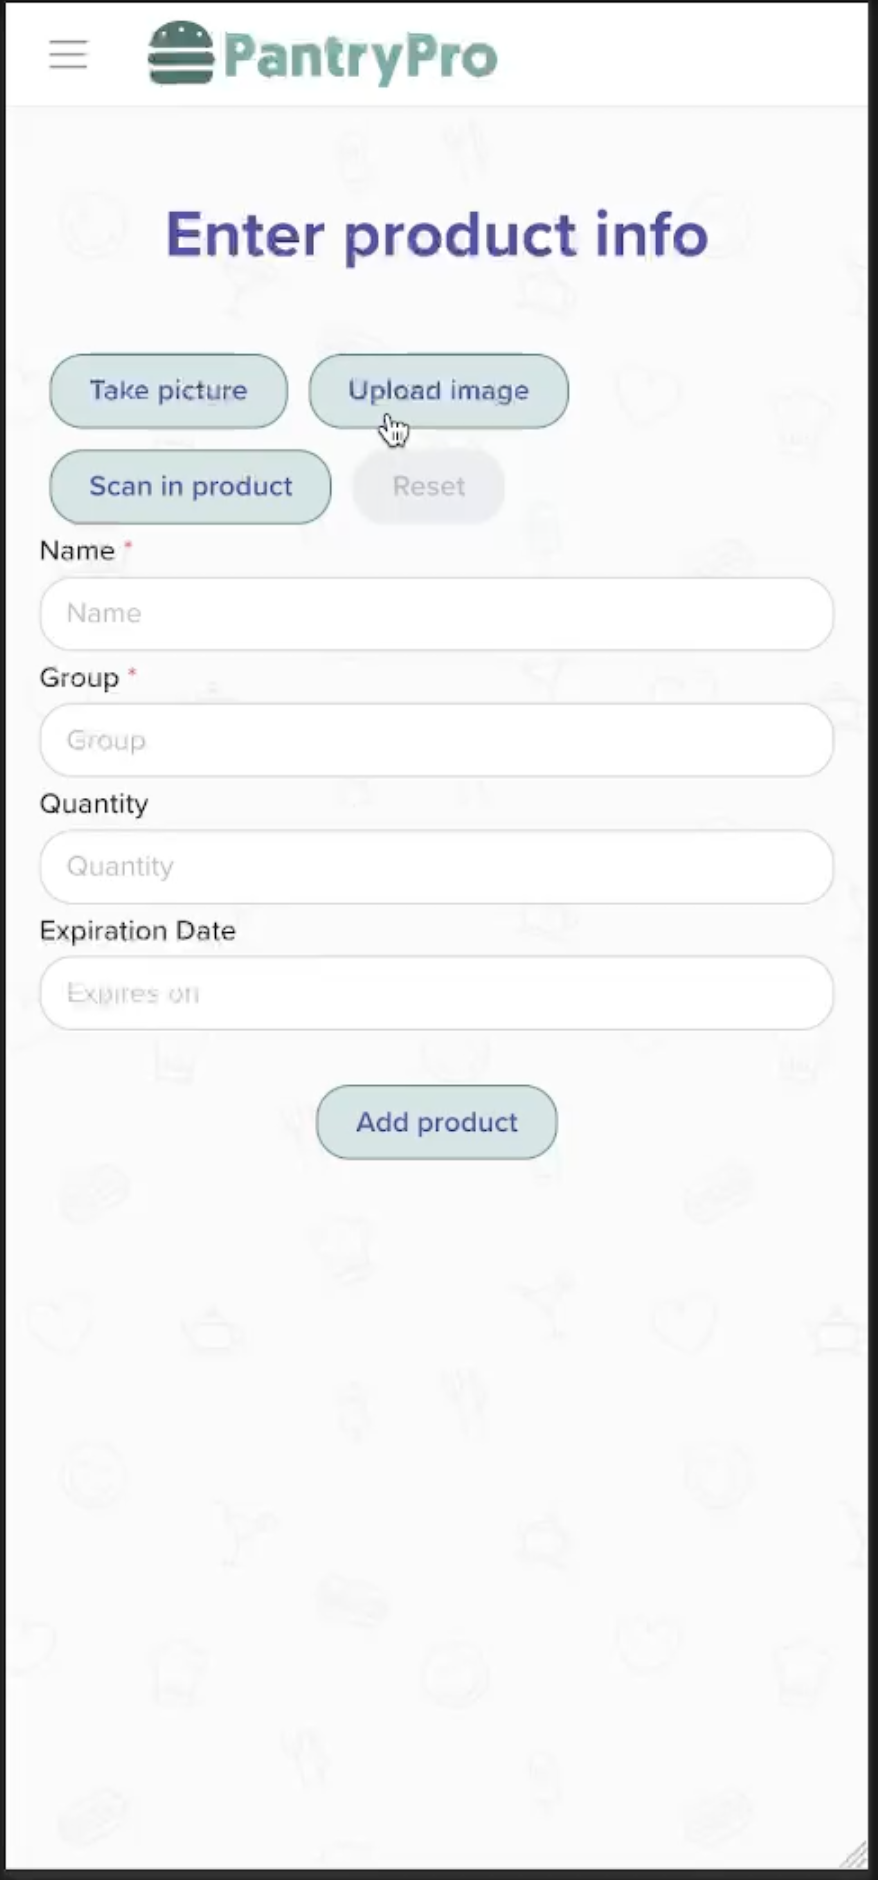 PantryPro
Enter product info
Take picture
Upload image
Scan in product
Reset
Name *
Name
Group *
Group
Quantity
Quantity
Expiration Date
Expires on
Add product